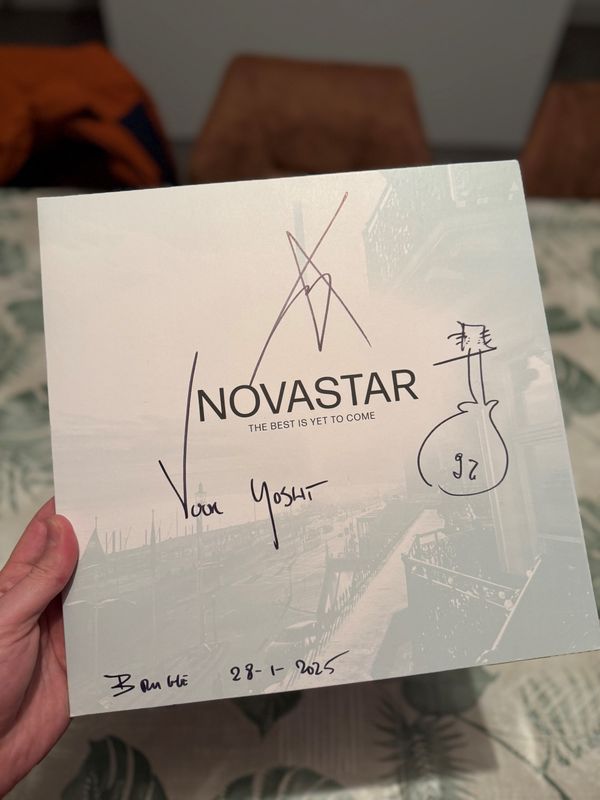 NOVASTAR
THE BEST IS YET TO COME
92
Voor Yoshi
Brugge 28-1-2025